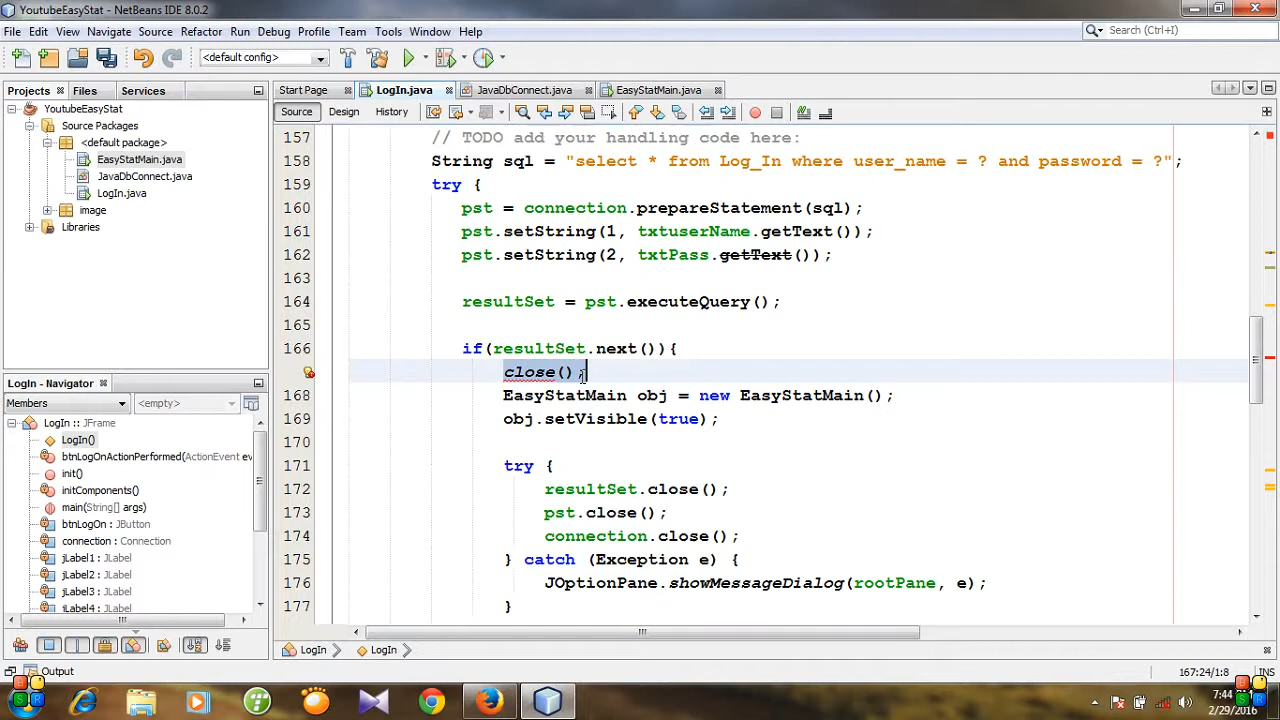 YoutubeEasyStat - NetBeans IDE 8.0.2
File Edit View Navigate Source Refactor Run Debug Profile Team Tools Window Help
Search (Ctrl+I)
<default config>
Projects Files Services
Start Page LogIn.java JavaDbConnect.java EasyStatMain.java
Source Design History
YoutubeEasyStat
Source Packages
<default package>
EasyStatMain.java
JavaDbConnect.java
LogIn.java
image
Libraries
157 // TODO add your handling code here:
158 String sql = "select * from Log_In where user_name = ? and password = ?";
159 try {
160 pst = connection.prepareStatement(sql);
161 pst.setString(1, txtuserName.getText());
162 pst.setString(2, txtPass.getText());
163
164 resultSet = pst.executeQuery();
165
166 if(resultSet.next()){
close();
168 EasyStatMain obj = new EasyStatMain();
169 obj.setVisible(true);
170
171 try {
172 resultSet.close();
173 pst.close();
174 connection.close();
175 } catch (Exception e) {
176 JOptionPane.showMessageDialog(rootPane, e);
177 }
LogIn - Navigator
Members <empty>
LogIn :: JFrame
LogIn()
btnLogOnActionPerformed(ActionEvent ev
init()
initComponents()
main(String[] args)
btnLogOn : JButton
connection : Connection
jLabel1 : JLabel
jLabel2 : JLabel
jLabel3 : JLabel
jLabel4 : JLabel
LogIn LogIn
Output
167:24/1:8 INS
7:44
2/29/2016